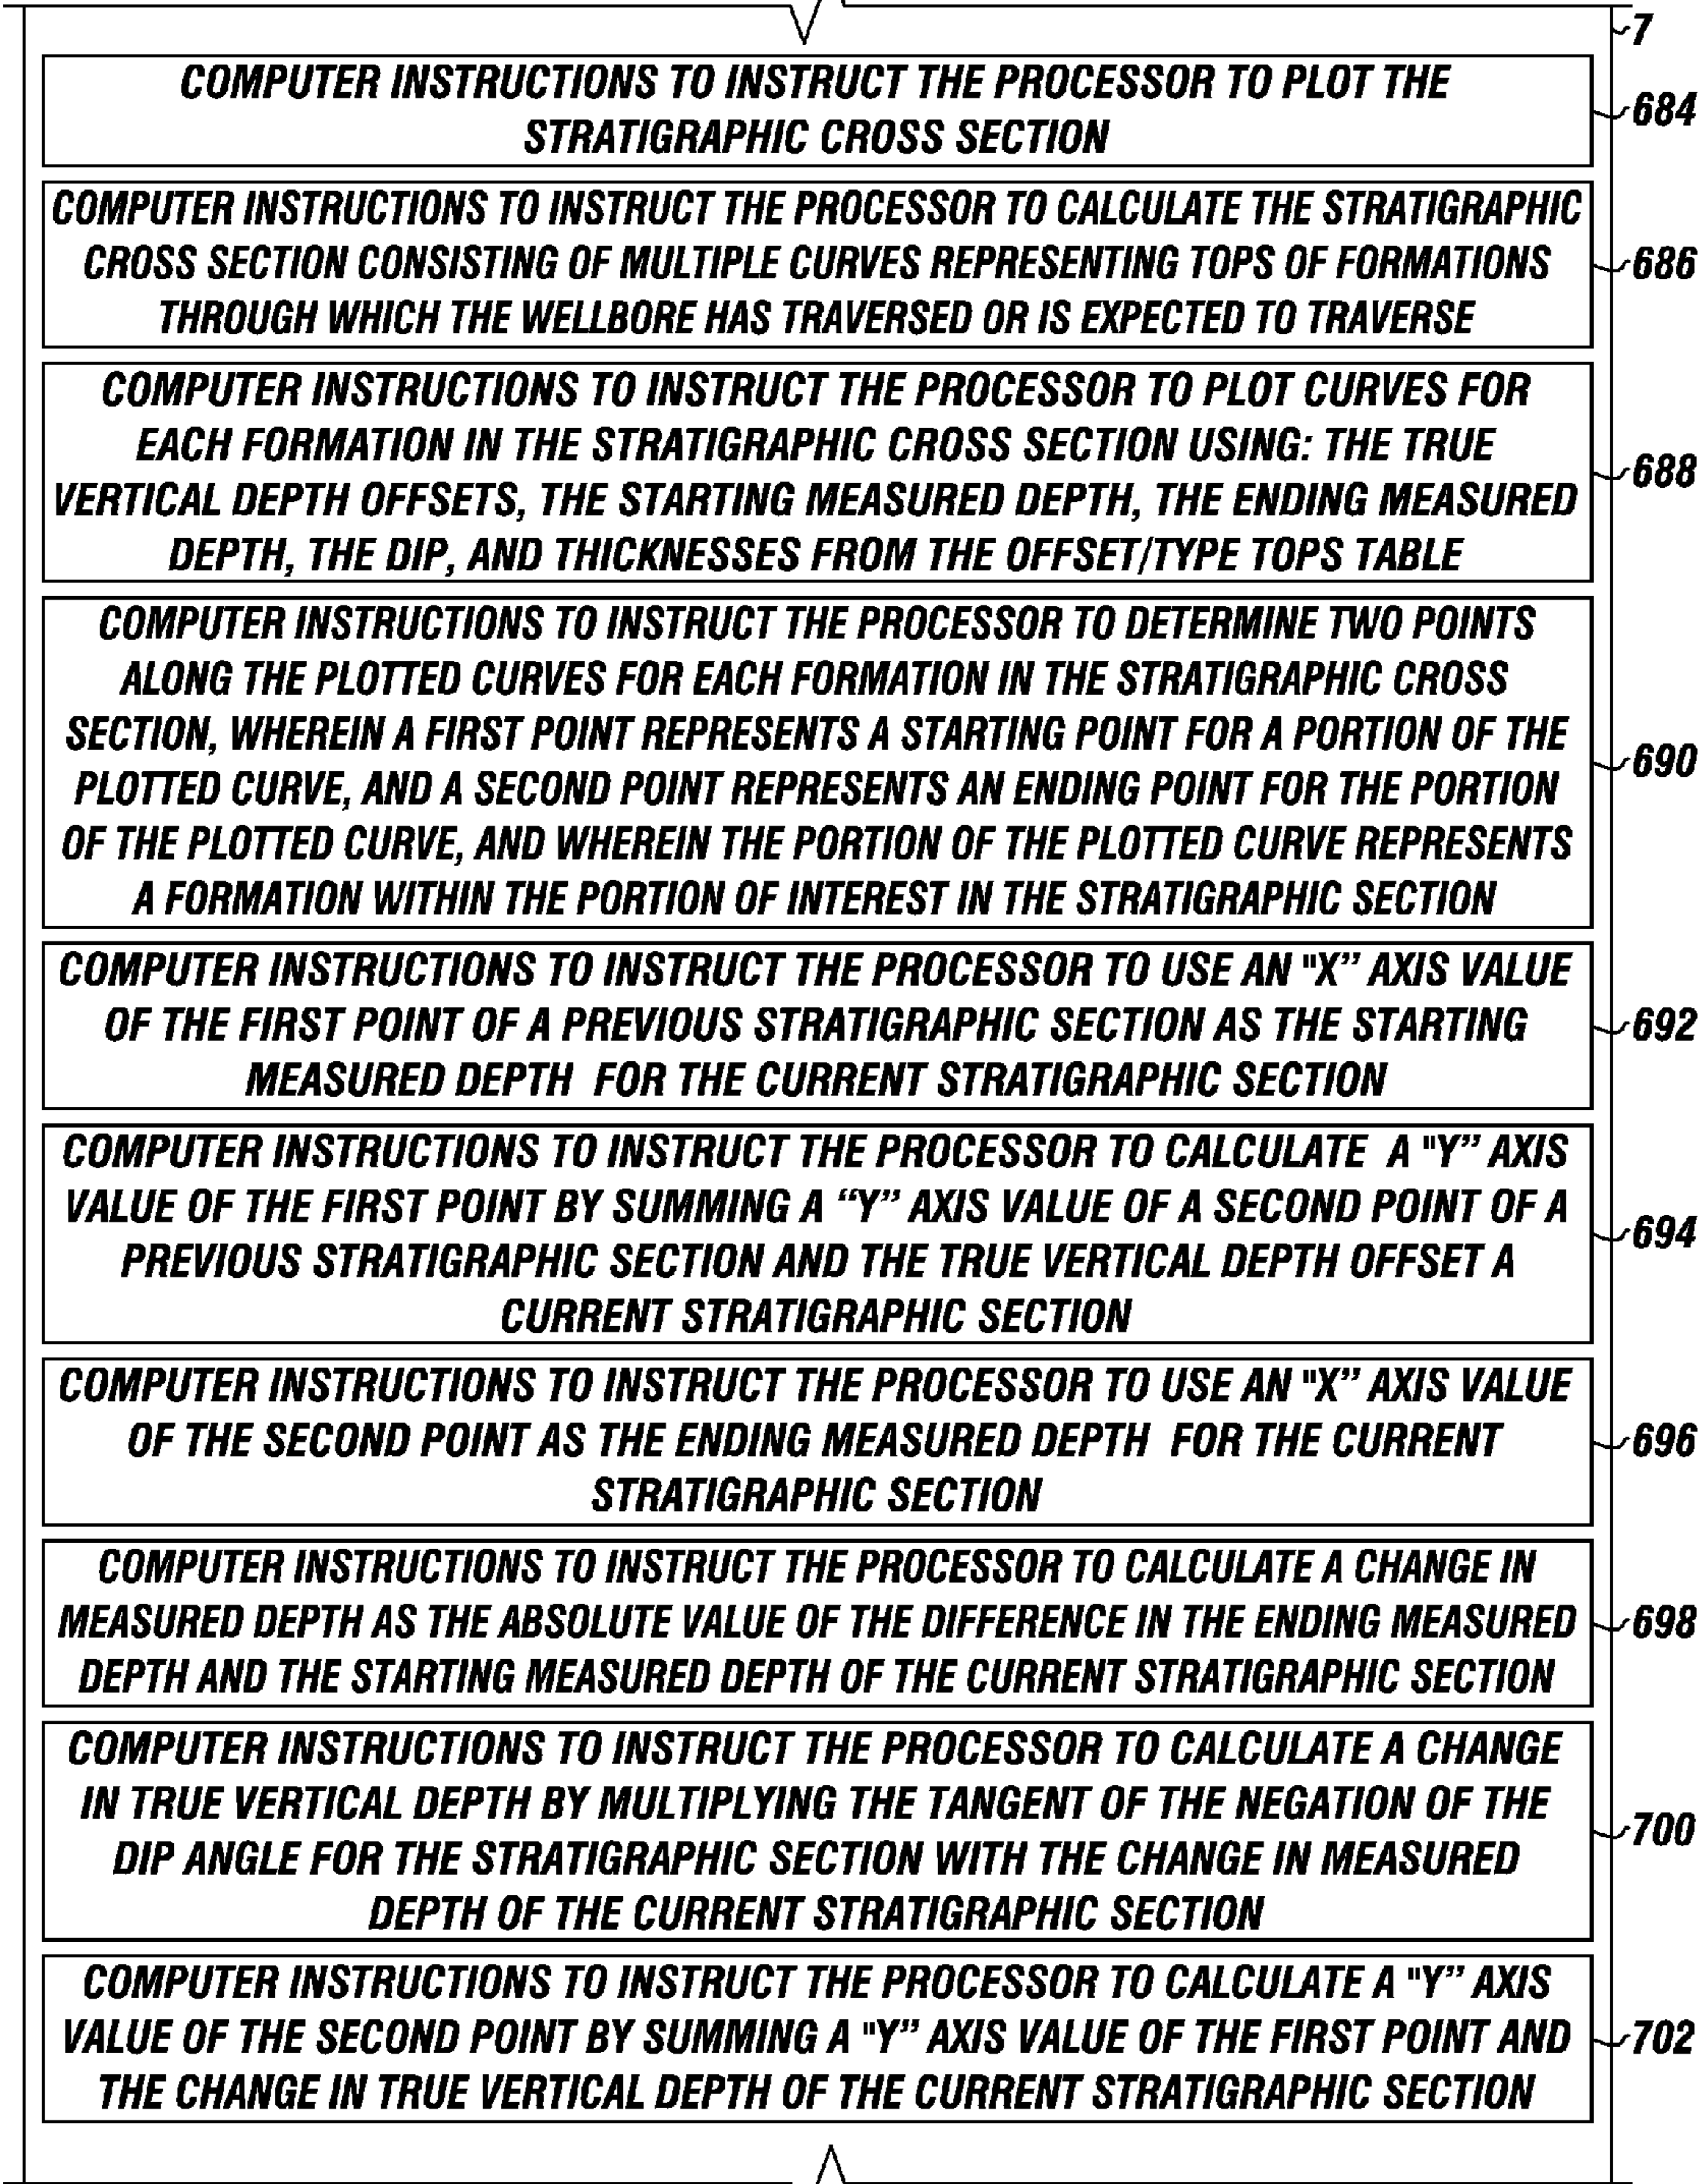 7
COMPUTER INSTRUCTIONS TO INSTRUCT THE PROCESSOR TO PLOT THE
STRATIGRAPHIC CROSS SECTION
684
COMPUTER INSTRUCTIONS TO INSTRUCT THE PROCESSOR TO CALCULATE THE STRATIGRAPHIC
CROSS SECTION CONSISTING OF MULTIPLE CURVES REPRESENTING TOPS OF FORMATIONS
THROUGH WHICH THE WELLBORE HAS TRAVERSED OR IS EXPECTED TO TRAVERSE
686
COMPUTER INSTRUCTIONS TO INSTRUCT THE PROCESSOR TO PLOT CURVES FOR
EACH FORMATION IN THE STRATIGRAPHIC CROSS SECTION USING: THE TRUE
VERTICAL DEPTH OFFSETS, THE STARTING MEASURED DEPTH, THE ENDING MEASURED
DEPTH, THE DIP, AND THICKNESSES FROM THE OFFSET/TYPE TOPS TABLE
688
COMPUTER INSTRUCTIONS TO INSTRUCT THE PROCESSOR TO DETERMINE TWO POINTS
ALONG THE PLOTTED CURVES FOR EACH FORMATION IN THE STRATIGRAPHIC CROSS
SECTION, WHEREIN A FIRST POINT REPRESENTS A STARTING POINT FOR A PORTION OF THE
PLOTTED CURVE, AND A SECOND POINT REPRESENTS AN ENDING POINT FOR THE PORTION
OF THE PLOTTED CURVE, AND WHEREIN THE PORTION OF THE PLOTTED CURVE REPRESENTS
A FORMATION WITHIN THE PORTION OF INTEREST IN THE STRATIGRAPHIC SECTION
690
COMPUTER INSTRUCTIONS TO INSTRUCT THE PROCESSOR TO USE AN "X” AXIS VALUE
OF THE FIRST POINT OF A PREVIOUS STRATIGRAPHIC SECTION AS THE STARTING
MEASURED DEPTH FOR THE CURRENT STRATIGRAPHIC SECTION
692
COMPUTER INSTRUCTIONS TO INSTRUCT THE PROCESSOR TO CALCULATE A "Y” AXIS
VALUE OF THE FIRST POINT BY SUMMING A “Y” AXIS VALUE OF A SECOND POINT OF A
PREVIOUS STRATIGRAPHIC SECTION AND THE TRUE VERTICAL DEPTH OFFSET A
CURRENT STRATIGRAPHIC SECTION
694
COMPUTER INSTRUCTIONS TO INSTRUCT THE PROCESSOR TO USE AN "X” AXIS VALUE
OF THE SECOND POINT AS THE ENDING MEASURED DEPTH FOR THE CURRENT
STRATIGRAPHIC SECTION
696
COMPUTER INSTRUCTIONS TO INSTRUCT THE PROCESSOR TO CALCULATE A CHANGE IN
MEASURED DEPTH AS THE ABSOLUTE VALUE OF THE DIFFERENCE IN THE ENDING MEASURED
DEPTH AND THE STARTING MEASURED DEPTH OF THE CURRENT STRATIGRAPHIC SECTION
698
COMPUTER INSTRUCTIONS TO INSTRUCT THE PROCESSOR TO CALCULATE A CHANGE
IN TRUE VERTICAL DEPTH BY MULTIPLYING THE TANGENT OF THE NEGATION OF THE
DIP ANGLE FOR THE STRATIGRAPHIC SECTION WITH THE CHANGE IN MEASURED
DEPTH OF THE CURRENT STRATIGRAPHIC SECTION
700
COMPUTER INSTRUCTIONS TO INSTRUCT THE PROCESSOR TO CALCULATE A "Y” AXIS
VALUE OF THE SECOND POINT BY SUMMING A "Y” AXIS VALUE OF THE FIRST POINT AND
THE CHANGE IN TRUE VERTICAL DEPTH OF THE CURRENT STRATIGRAPHIC SECTION
702